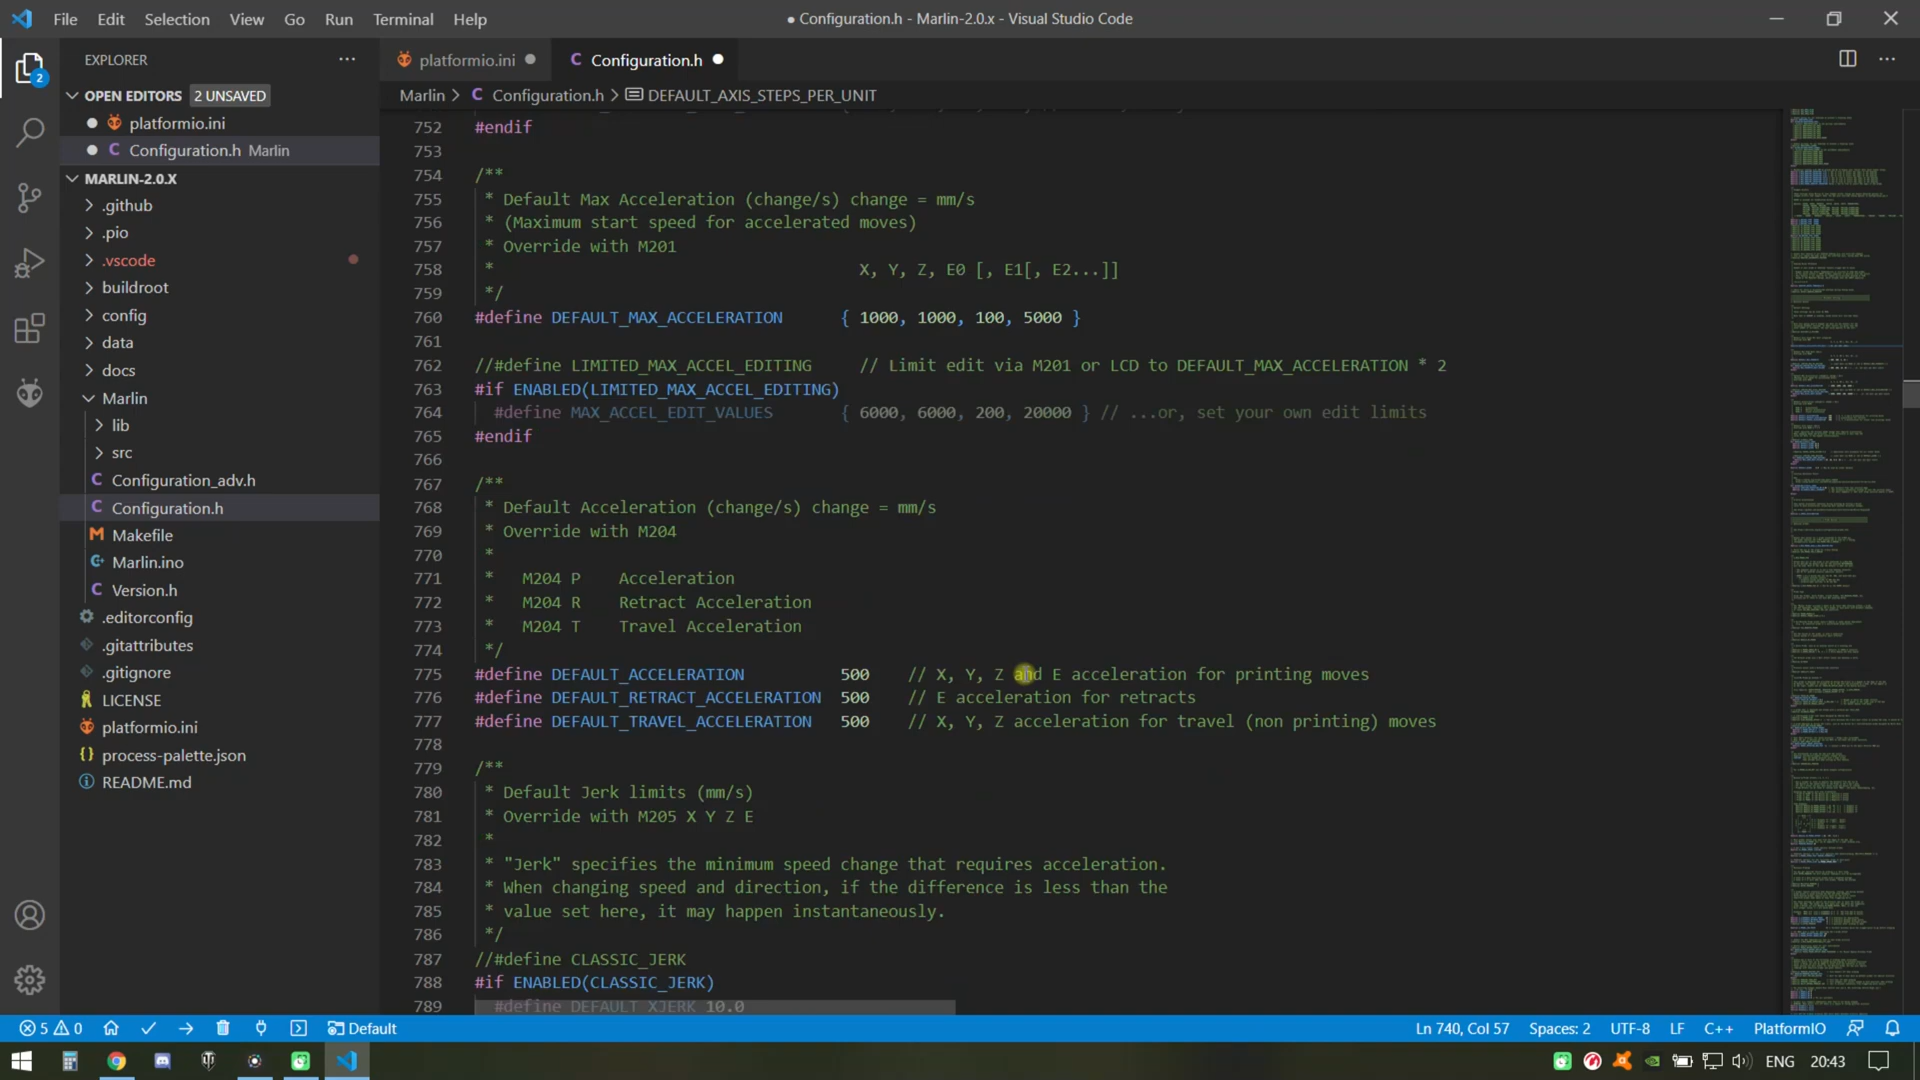 File Edit Selection View Go Run Terminal Help
● Configuration.h - Marlin-2.0.x - Visual Studio Code
EXPLORER
platformio.ini
Configuration.h
OPEN EDITORS 2 UNSAVED
platformio.ini
Configuration.h Marlin
MARLIN-2.0.X
.github
.pio
.vscode
buildroot
config
data
docs
Marlin
lib
src
Configuration_adv.h
Configuration.h
Makefile
Marlin.ino
Version.h
.editorconfig
.gitattributes
.gitignore
LICENSE
platformio.ini
process-palette.json
README.md
2
Marlin > C Configuration.h > DEFAULT_AXIS_STEPS_PER_UNIT
752 #endif
753
754 /**
755 * Default Max Acceleration (change/s) change = mm/s
756 * (Maximum start speed for accelerated moves)
757 * Override with M201
758 * X, Y, Z, E0 [, E1[, E2...]]
759 */
760 #define DEFAULT_MAX_ACCELERATION { 1000, 1000, 100, 5000 }
761
762 //#define LIMITED_MAX_ACCEL_EDITING // Limit edit via M201 or LCD to DEFAULT_MAX_ACCELERATION * 2
763 #if ENABLED(LIMITED_MAX_ACCEL_EDITING)
764 #define MAX_ACCEL_EDIT_VALUES { 6000, 6000, 200, 20000 } // ...or, set your own edit limits
765 #endif
766
767 /**
768 * Default Acceleration (change/s) change = mm/s
769 * Override with M204
770 *
771 * M204 P Acceleration
772 * M204 R Retract Acceleration
773 * M204 T Travel Acceleration
774 */
775 #define DEFAULT_ACCELERATION 500 // X, Y, Z and E acceleration for printing moves
776 #define DEFAULT_RETRACT_ACCELERATION 500 // E acceleration for retracts
777 #define DEFAULT_TRAVEL_ACCELERATION 500 // X, Y, Z acceleration for travel (non printing) moves
778
779 /**
780 * Default Jerk limits (mm/s)
781 * Override with M205 X Y Z E
782 *
783 * "Jerk" specifies the minimum speed change that requires acceleration.
784 * When changing speed and direction, if the difference is less than the
785 * value set here, it may happen instantaneously.
786 */
787 //#define CLASSIC_JERK
788 #if ENABLED(CLASSIC_JERK)
789 #define DEFAULT_XJERK 10.0
5 0 Default
Ln 740, Col 57 Spaces: 2 UTF-8 LF C++ PlatformIO
ENG 20:43